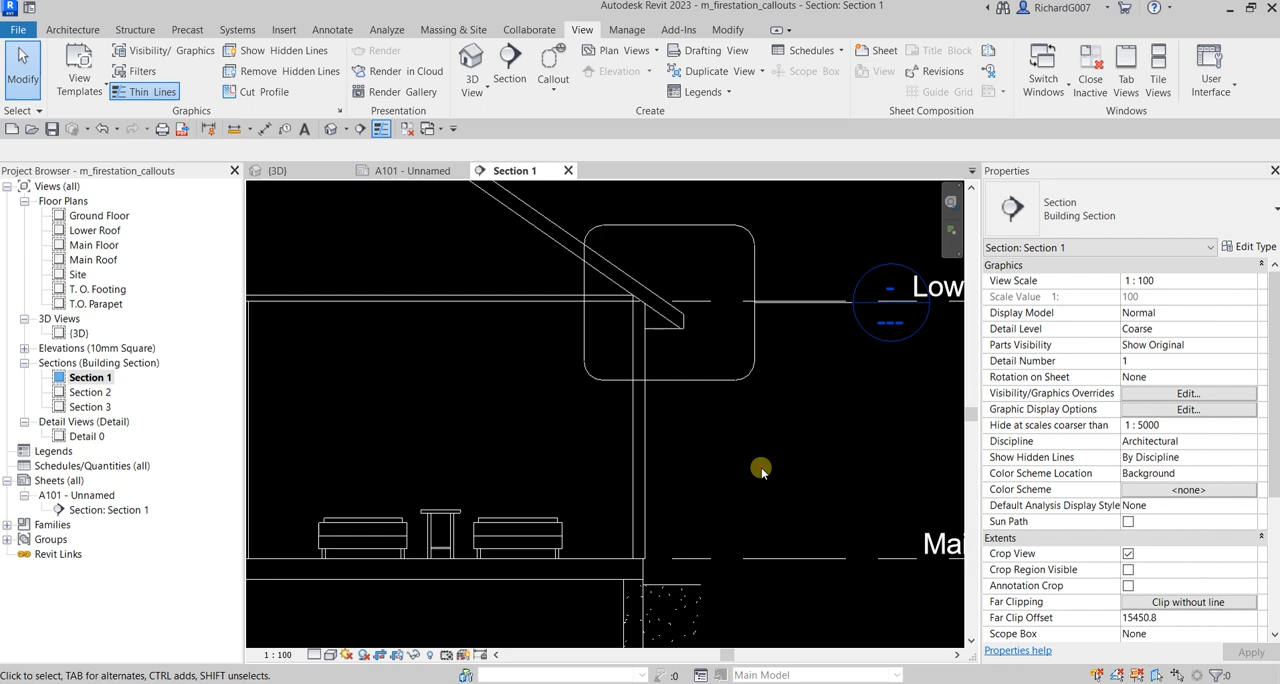 Autodesk Revit 2023 - m_firestation_callouts - Section: Section 1
RichardG007
File Architecture Structure Precast Systems Insert Annotate Analyze Massing & Site Collaborate View Manage Add-Ins Modify
Modify
View Templates
Visibility/ Graphics
Filters
Thin Lines
Show Hidden Lines
Remove Hidden Lines
Cut Profile
Render
Render in Cloud
Render Gallery
3D View
Section
Callout
Plan Views
Elevation
Drafting View
Duplicate View
Legends
Schedules
Scope Box
Sheet
View
Title Block
Revisions
Guide Grid
Switch Windows
Close Inactive
Tab Views
Tile Views
User Interface
Select Graphics Presentation Create Sheet Composition Windows
Project Browser - m_firestation_callouts
Views (all)
Floor Plans
Ground Floor
Lower Roof
Main Floor
Main Roof
Site
T. O. Footing
T.O. Parapet
3D Views
{3D}
Elevations (10mm Square)
Sections (Building Section)
Section 1
Section 2
Section 3
Detail Views (Detail)
Detail 0
Legends
Schedules/Quantities (all)
Sheets (all)
A101 - Unnamed
Section: Section 1
Families
Groups
Revit Links
{3D} A101 - Unnamed Section 1
Low
Mai
1 : 100
Properties
Section
Building Section
Section: Section 1 Edit Type
Graphics
View Scale 1 : 100
Scale Value 1: 100
Display Model Normal
Detail Level Coarse
Parts Visibility Show Original
Detail Number 1
Rotation on Sheet None
Visibility/Graphics Overrides Edit...
Graphic Display Options Edit...
Hide at scales coarser than 1 : 5000
Discipline Architectural
Show Hidden Lines By Discipline
Color Scheme Location Background
Color Scheme <none>
Default Analysis Display Style None
Sun Path
Extents
Crop View
Crop Region Visible
Annotation Crop
Far Clipping Clip without line
Far Clip Offset 15450.8
Scope Box None
Properties help Apply
Click to select, TAB for alternates, CTRL adds, SHIFT unselects.
:0
Main Model
:0